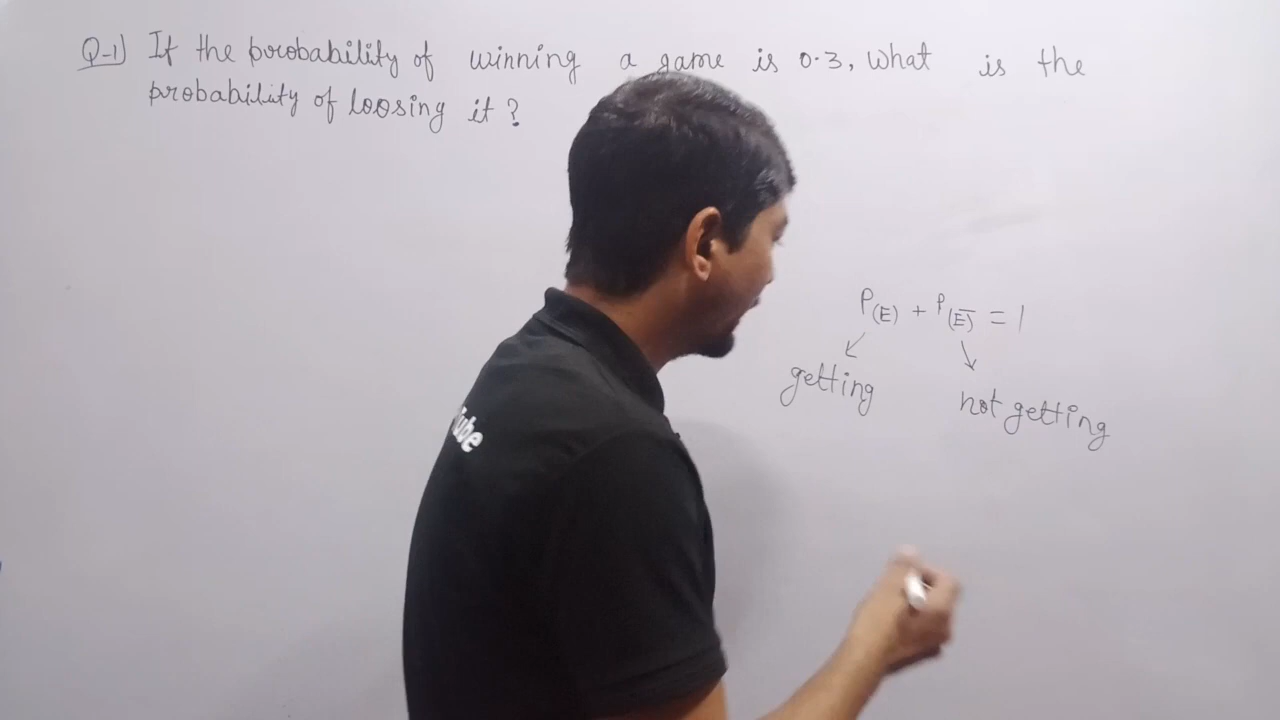 Q-1) If the probability of winning a game is 0.3, what is the
probability of loosing it ?
P(E) + P(E̅) = 1
getting
not getting